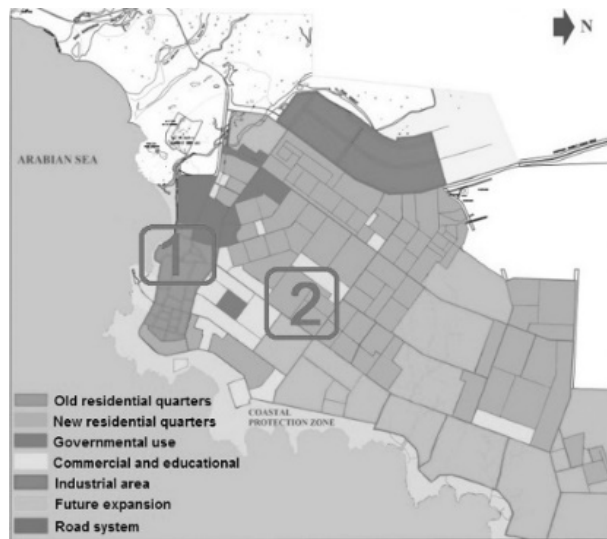 N
ARABIAN SEA
1
2
COASTAL
PROTECTION ZONE
Old residential quarters
New residential quarters
Governmental use
Commercial and educational
Industrial area
Future expansion
Road system